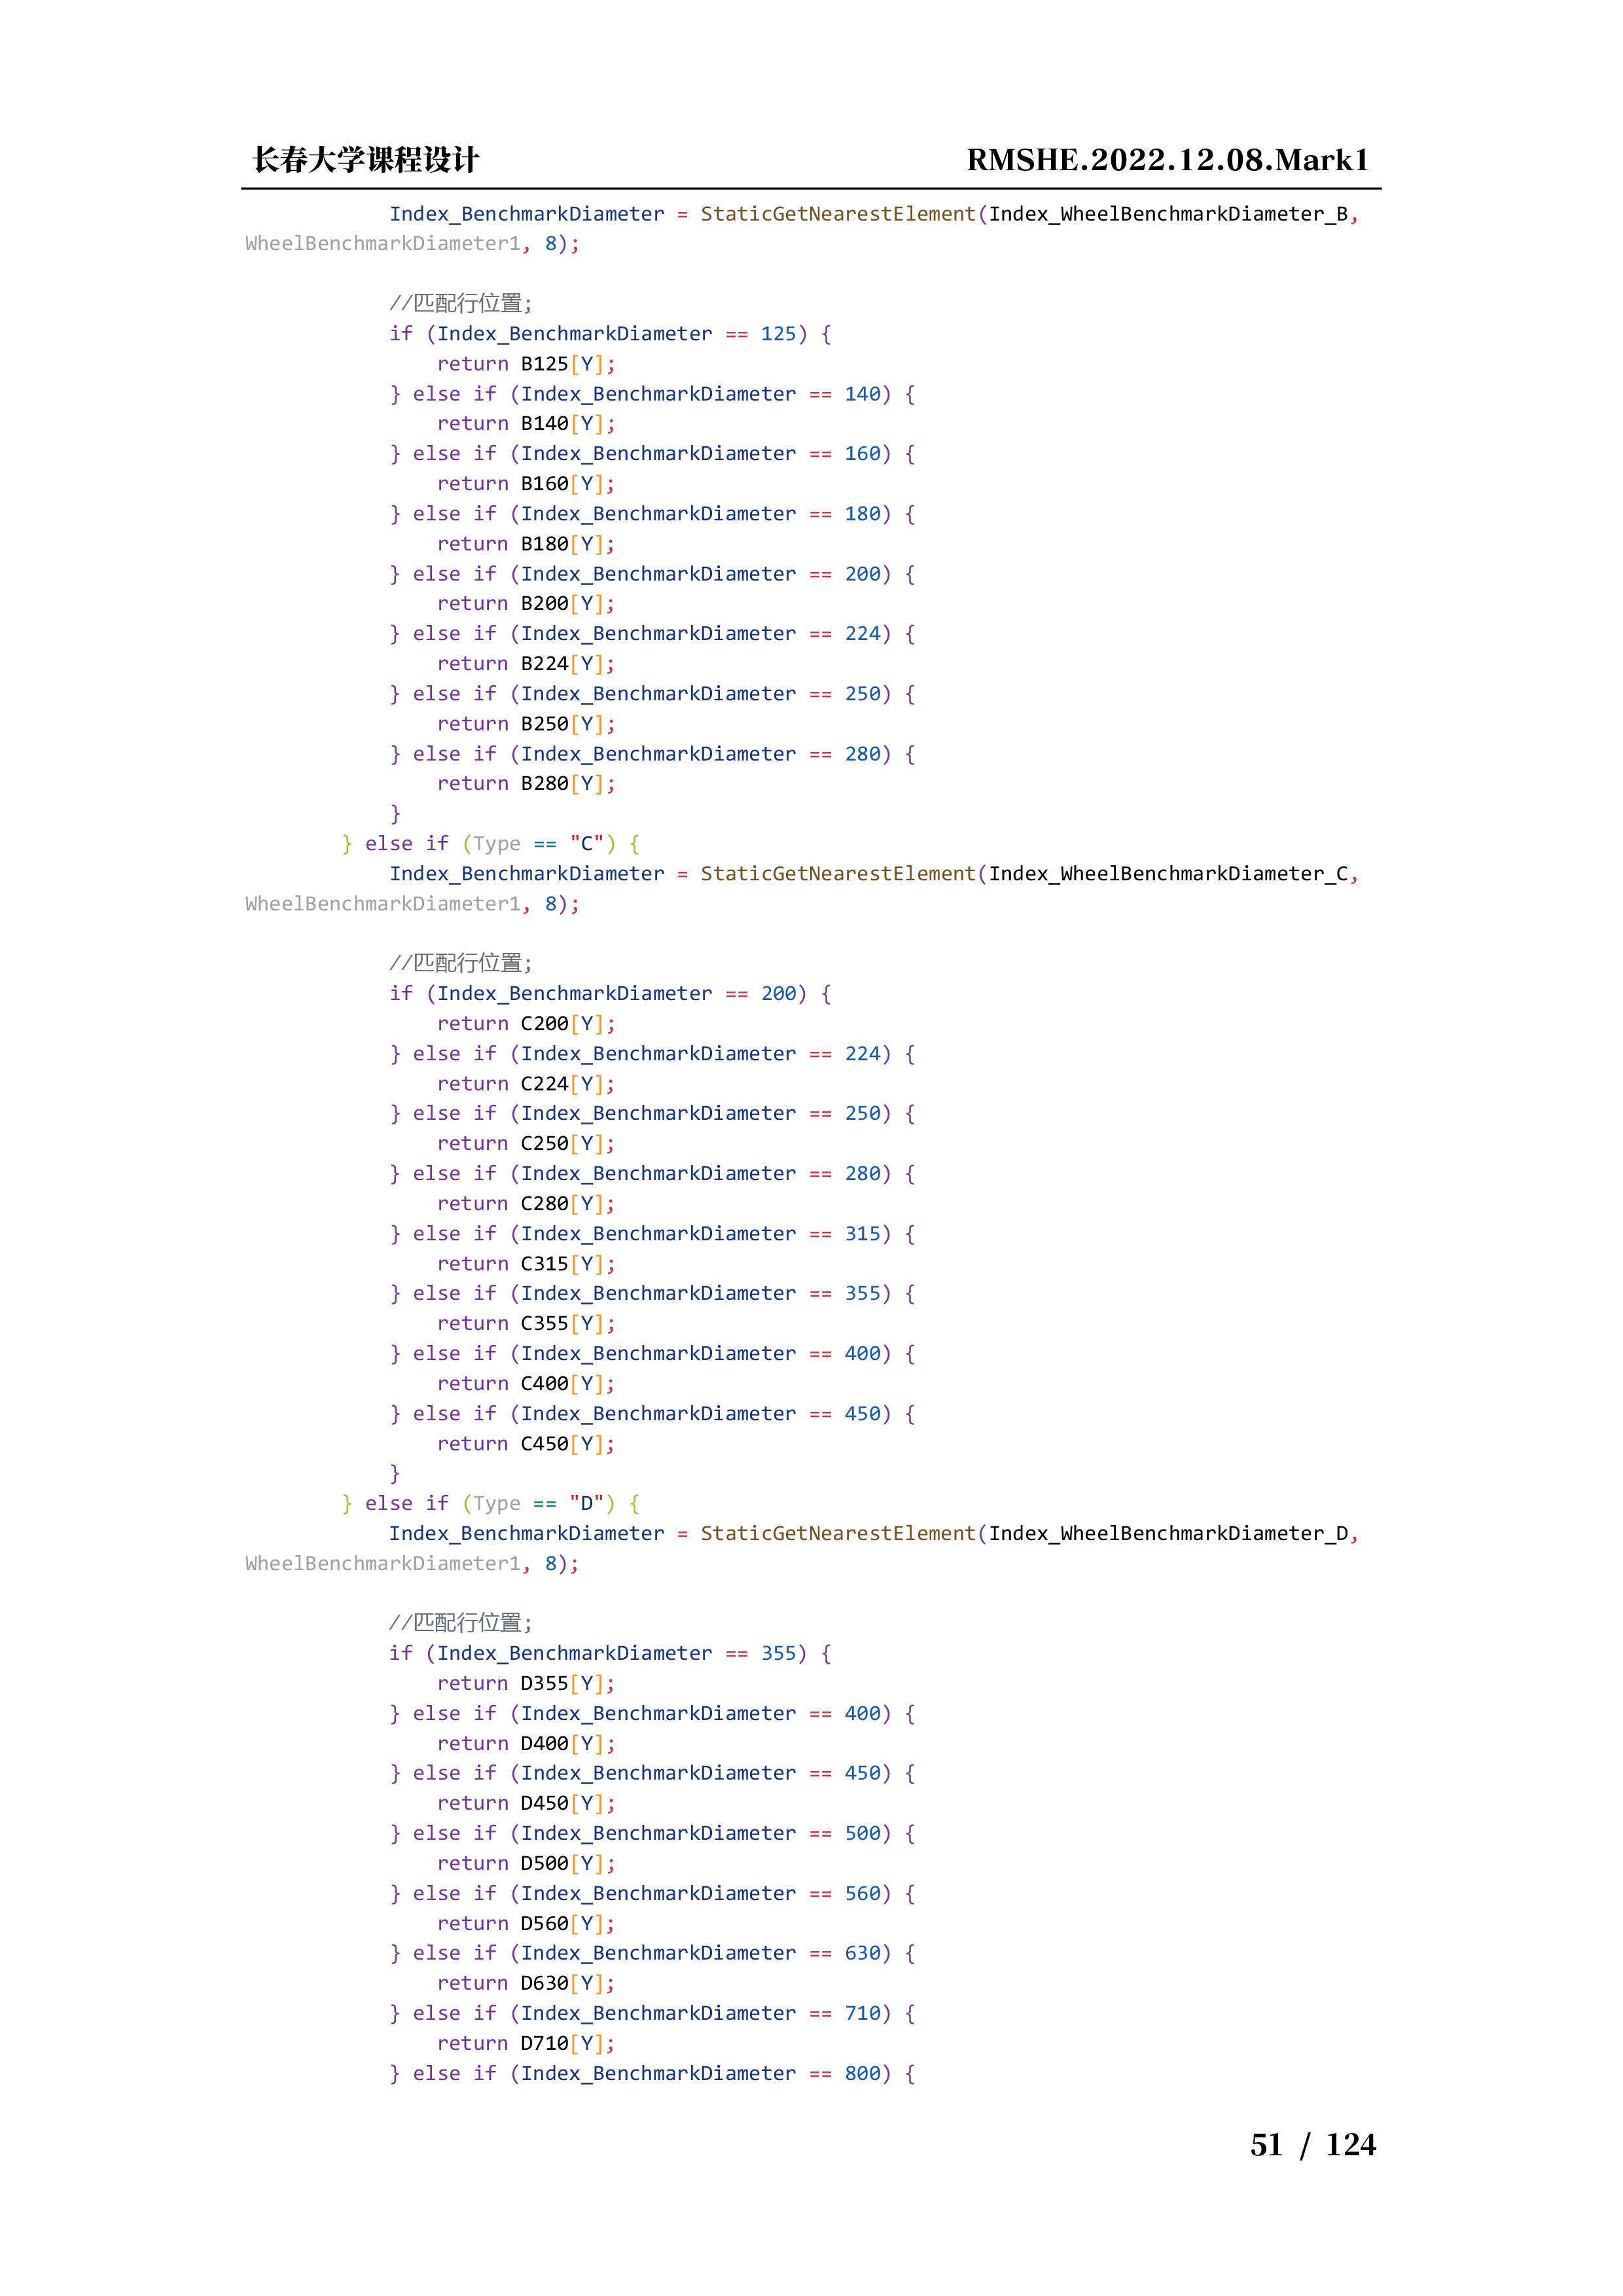 长春大学课程设计 RMSHE.2022.12.08.Mark1
            Index_BenchmarkDiameter = StaticGetNearestElement(Index_WheelBenchmarkDiameter_B,
WheelBenchmarkDiameter1, 8);

            //匹配行位置;
            if (Index_BenchmarkDiameter == 125) {
                return B125[Y];
            } else if (Index_BenchmarkDiameter == 140) {
                return B140[Y];
            } else if (Index_BenchmarkDiameter == 160) {
                return B160[Y];
            } else if (Index_BenchmarkDiameter == 180) {
                return B180[Y];
            } else if (Index_BenchmarkDiameter == 200) {
                return B200[Y];
            } else if (Index_BenchmarkDiameter == 224) {
                return B224[Y];
            } else if (Index_BenchmarkDiameter == 250) {
                return B250[Y];
            } else if (Index_BenchmarkDiameter == 280) {
                return B280[Y];
            }
        } else if (Type == "C") {
            Index_BenchmarkDiameter = StaticGetNearestElement(Index_WheelBenchmarkDiameter_C,
WheelBenchmarkDiameter1, 8);

            //匹配行位置;
            if (Index_BenchmarkDiameter == 200) {
                return C200[Y];
            } else if (Index_BenchmarkDiameter == 224) {
                return C224[Y];
            } else if (Index_BenchmarkDiameter == 250) {
                return C250[Y];
            } else if (Index_BenchmarkDiameter == 280) {
                return C280[Y];
            } else if (Index_BenchmarkDiameter == 315) {
                return C315[Y];
            } else if (Index_BenchmarkDiameter == 355) {
                return C355[Y];
            } else if (Index_BenchmarkDiameter == 400) {
                return C400[Y];
            } else if (Index_BenchmarkDiameter == 450) {
                return C450[Y];
            }
        } else if (Type == "D") {
            Index_BenchmarkDiameter = StaticGetNearestElement(Index_WheelBenchmarkDiameter_D,
WheelBenchmarkDiameter1, 8);

            //匹配行位置;
            if (Index_BenchmarkDiameter == 355) {
                return D355[Y];
            } else if (Index_BenchmarkDiameter == 400) {
                return D400[Y];
            } else if (Index_BenchmarkDiameter == 450) {
                return D450[Y];
            } else if (Index_BenchmarkDiameter == 500) {
                return D500[Y];
            } else if (Index_BenchmarkDiameter == 560) {
                return D560[Y];
            } else if (Index_BenchmarkDiameter == 630) {
                return D630[Y];
            } else if (Index_BenchmarkDiameter == 710) {
                return D710[Y];
            } else if (Index_BenchmarkDiameter == 800) {
51 / 124